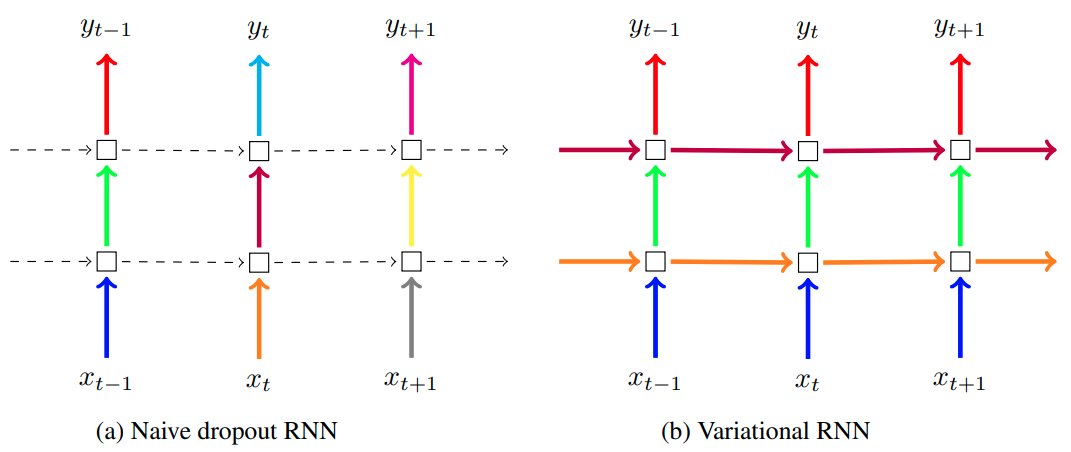 y_{t−1} y_t y_{t+1} y_{t−1} y_t y_{t+1}
x_{t−1} x_t x_{t+1} x_{t−1} x_t x_{t+1}
(a) Naive dropout RNN (b) Variational RNN